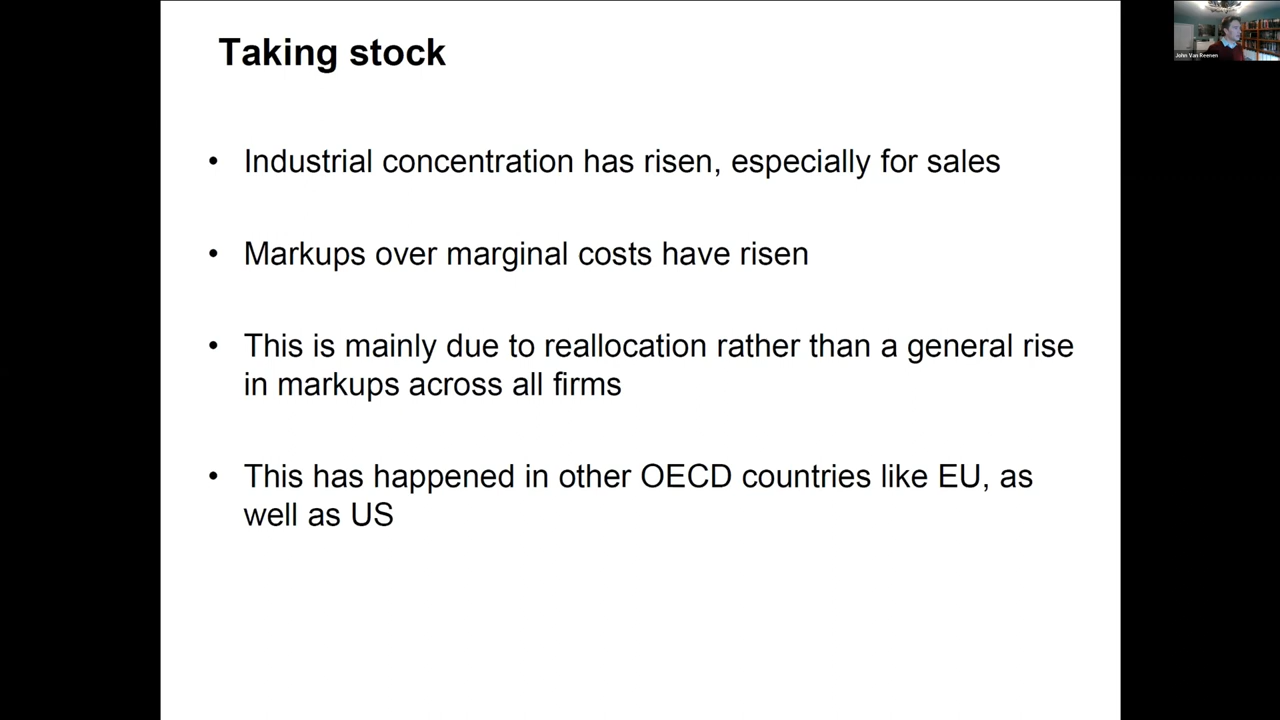 Taking stock
John Van Reenen
• Industrial concentration has risen, especially for sales
• Markups over marginal costs have risen
• This is mainly due to reallocation rather than a general rise
in markups across all firms
• This has happened in other OECD countries like EU, as
well as US